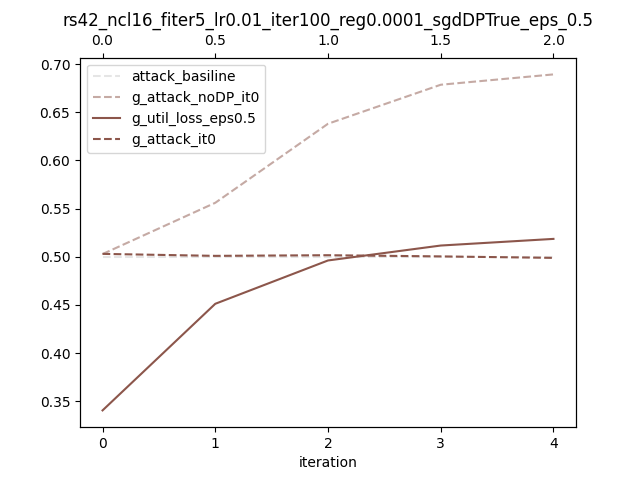 rs42_ncl16_fiter5_lr0.01_iter100_reg0.0001_sgdDPTrue_eps_0.5
0.0 0.5 1.0 1.5 2.0
attack_basiline
g_attack_noDP_it0
g_util_loss_eps0.5
g_attack_it0
0.70
0.65
0.60
0.55
0.50
0.45
0.40
0.35
0 1 2 3 4
iteration